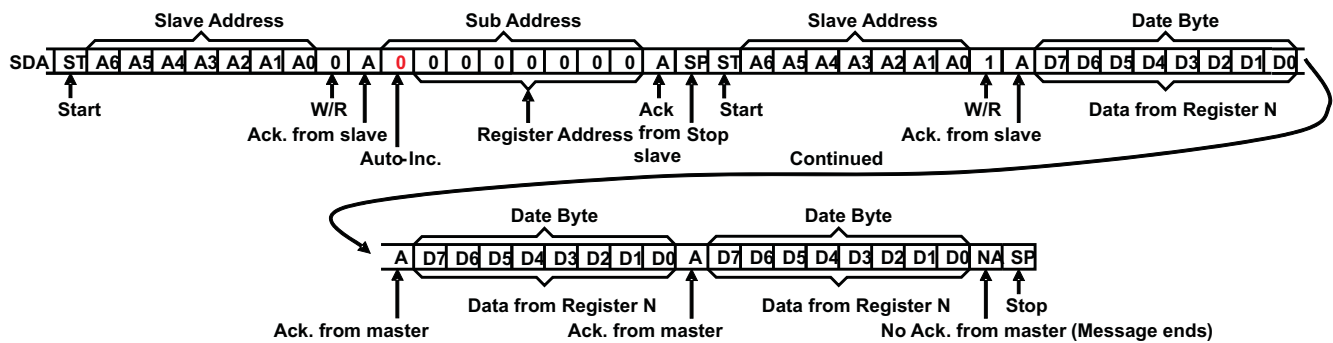 Slave Address Sub Address Slave Address Date Byte
SDA ST A6 A5 A4 A3 A2 A1 A0 0 A 0 0 0 0 0 0 0 0 A SP ST A6 A5 A4 A3 A2 A1 A0 1 A D7 D6 D5 D4 D3 D2 D1 D0
Start W/R Ack Start W/R Data from Register N
Ack. from slave Register Address from Stop Ack. from slave
Auto-Inc. slave Continued
Date Byte Date Byte
A D7 D6 D5 D4 D3 D2 D1 D0 A D7 D6 D5 D4 D3 D2 D1 D0 NA SP
Data from Register N Data from Register N Stop
Ack. from master Ack. from master No Ack. from master (Message ends)